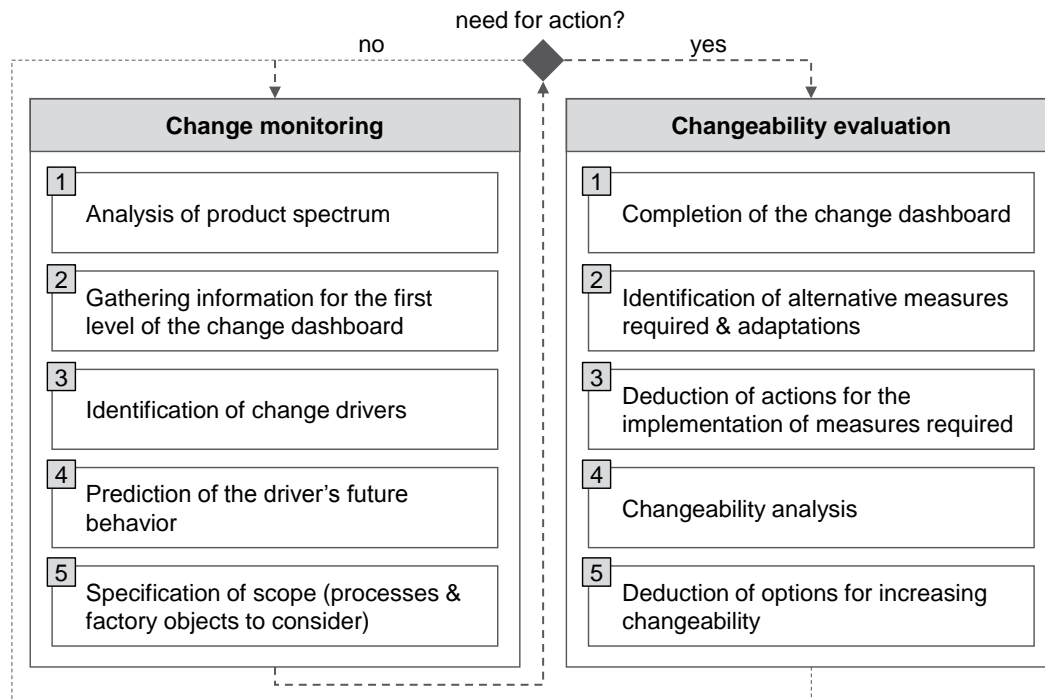 need for action?
no
yes
Change monitoring
1
Analysis of product spectrum
2
Gathering information for the first
level of the change dashboard
3
Identification of change drivers
4
Prediction of the driver’s future
behavior
5
Specification of scope (processes &
factory objects to consider)
Changeability evaluation
1
Completion of the change dashboard
2
Identification of alternative measures
required & adaptations
3
Deduction of actions for the
implementation of measures required
4
Changeability analysis
5
Deduction of options for increasing
changeability